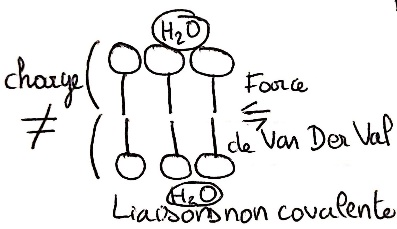 H₂O
charge
Force
≠
de Van Der Val
H₂O
Liaisons non covalente